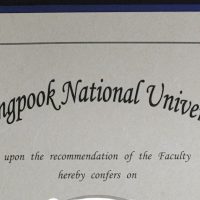 ngpook National Univer
upon the recommendation of the Faculty
hereby confers on